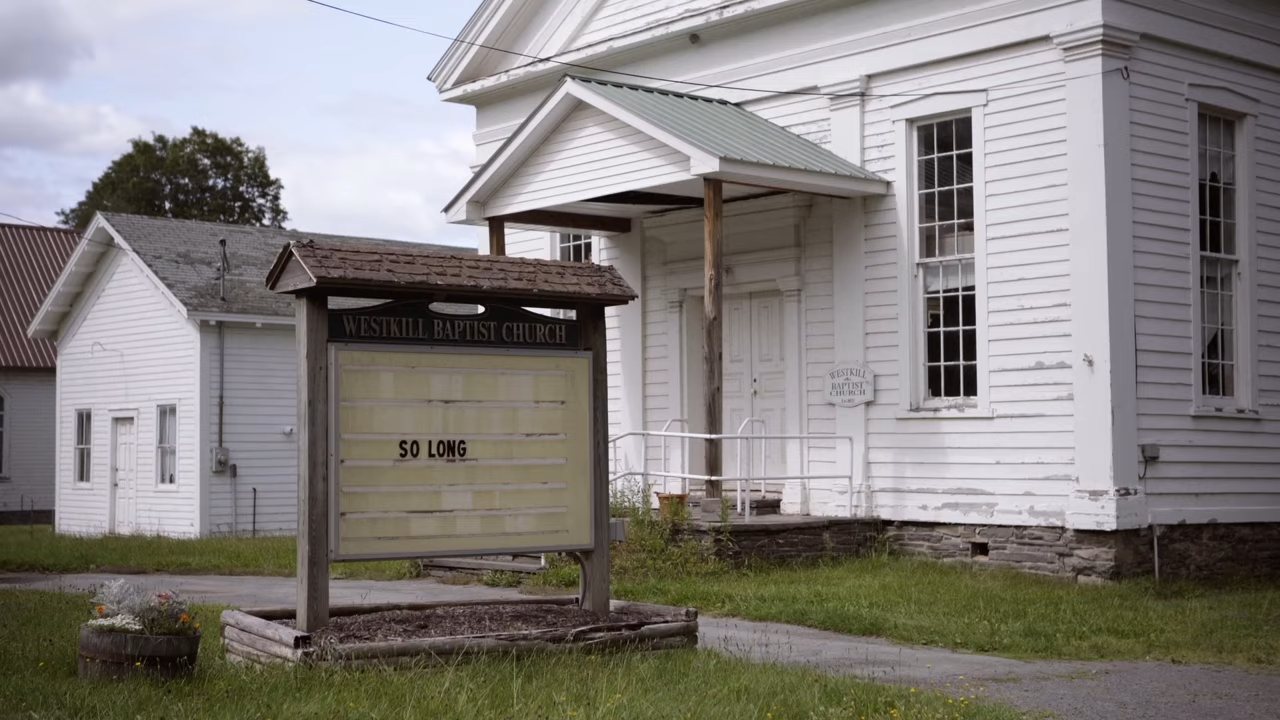 WESTKILL BAPTIST CHURCH
SO LONG
WESTKILL
BAPTIST
CHURCH